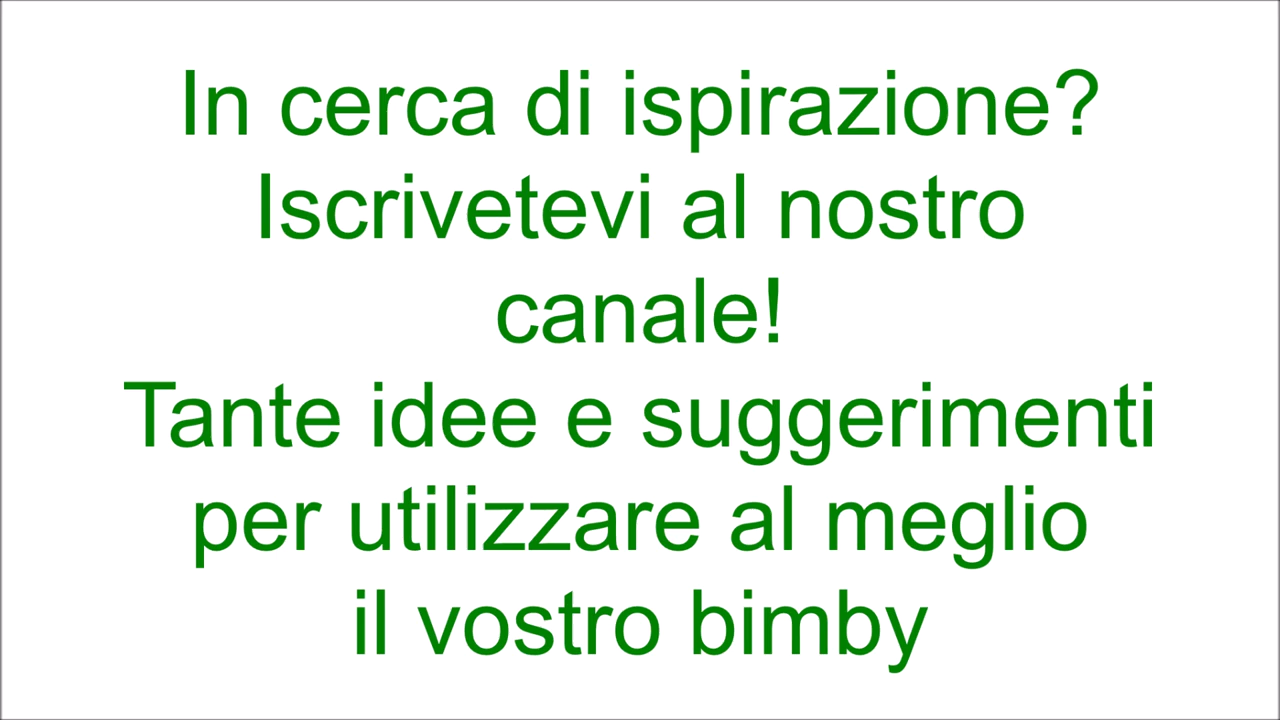 In cerca di ispirazione?
Iscrivetevi al nostro
canale!
Tante idee e suggerimenti
per utilizzare al meglio
il vostro bimby